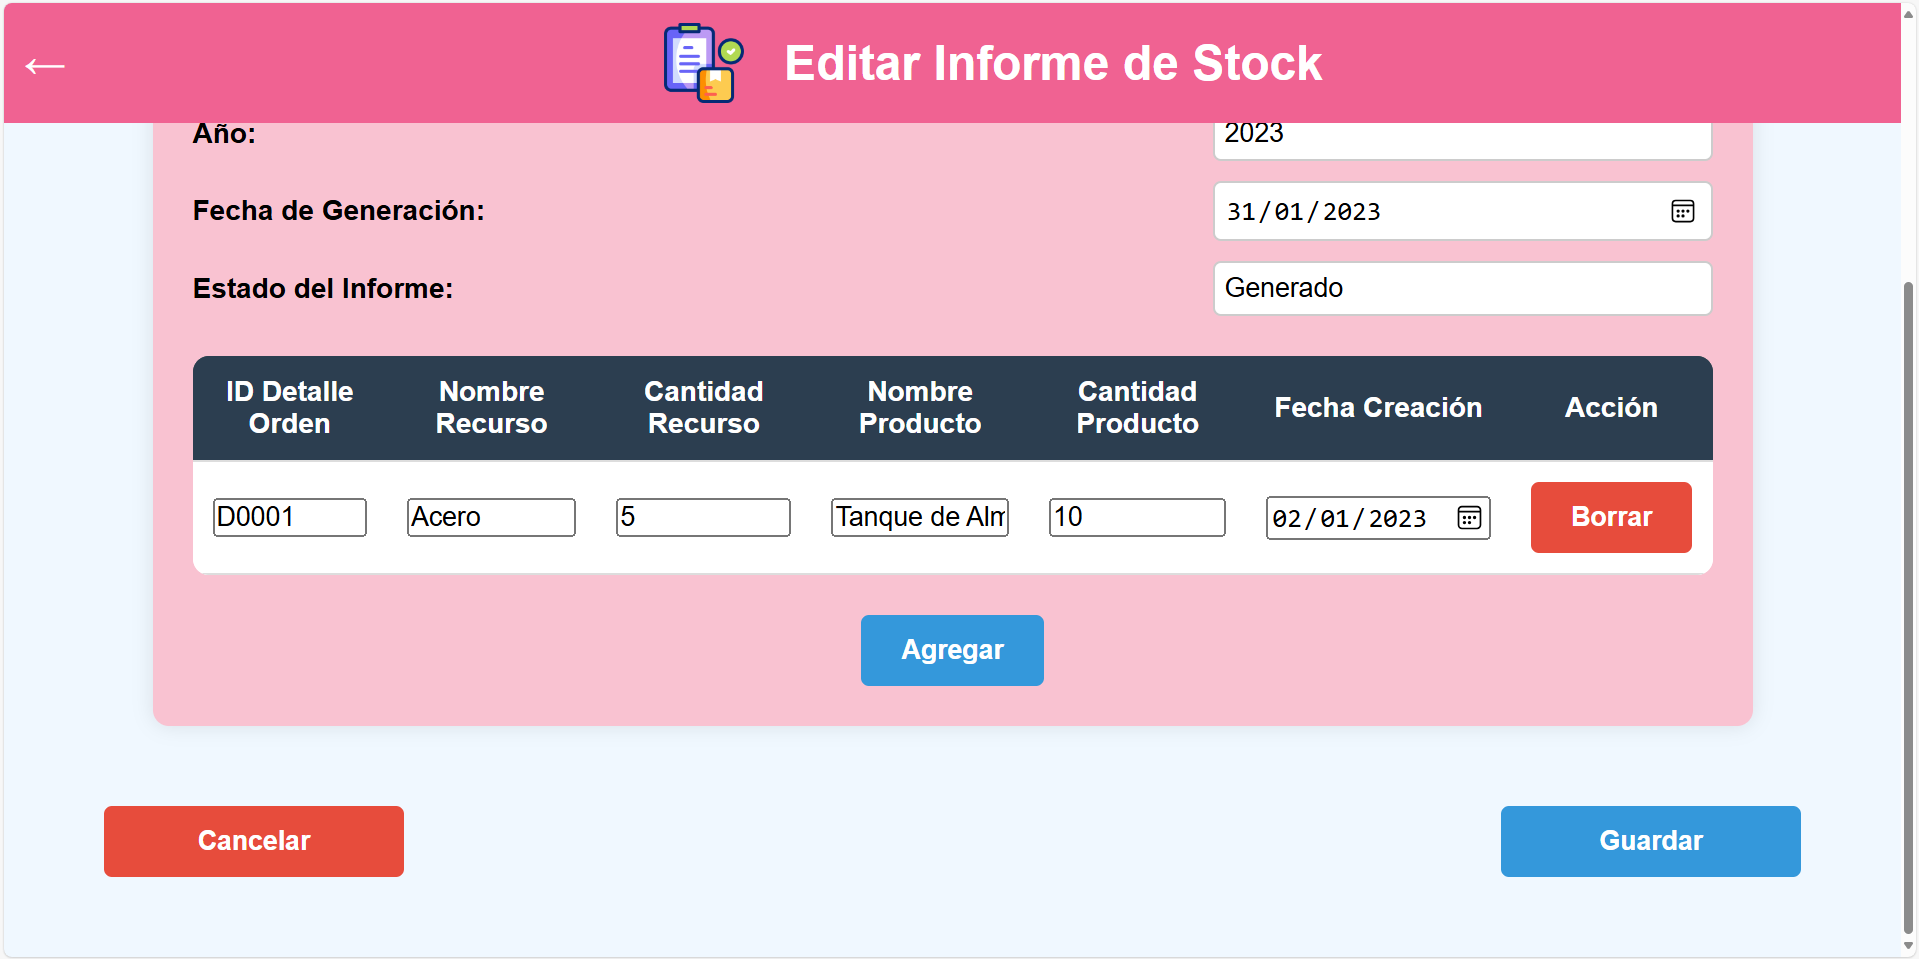 Editar Informe de Stock
Año: 2023
Fecha de Generación: 31/01/2023
Estado del Informe: Generado
ID Detalle Orden Nombre Recurso Cantidad Recurso Nombre Producto Cantidad Producto Fecha Creación Acción
D0001 Acero 5 Tanque de Alm 10 02/01/2023 Borrar
Agregar
Cancelar Guardar